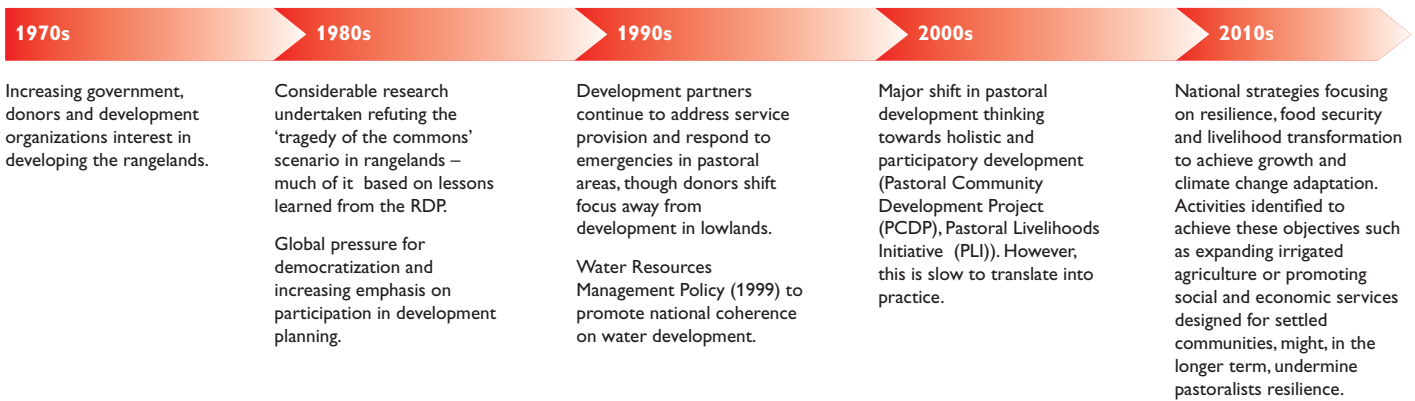 1970s
1980s
1990s
2000s
2010s
Increasing government,
donors and development
organizations interest in
developing the rangelands.
Considerable research
undertaken refuting the
‘tragedy of the commons’
scenario in rangelands –
much of it based on lessons
learned from the RDP.
Global pressure for
democratization and
increasing emphasis on
participation in development
planning.
Development partners
continue to address service
provision and respond to
emergencies in pastoral
areas, though donors shift
focus away from
development in lowlands.
Water Resources
Management Policy (1999) to
promote national coherence
on water development.
Major shift in pastoral
development thinking
towards holistic and
participatory development
(Pastoral Community
Development Project
(PCDP), Pastoral Livelihoods
Initiative (PLI)). However,
this is slow to translate into
practice.
National strategies focusing
on resilience, food security
and livelihood transformation
to achieve growth and
climate change adaptation.
Activities identified to
achieve these objectives such
as expanding irrigated
agriculture or promoting
social and economic services
designed for settled
communities, might, in the
longer term, undermine
pastoralists resilience.